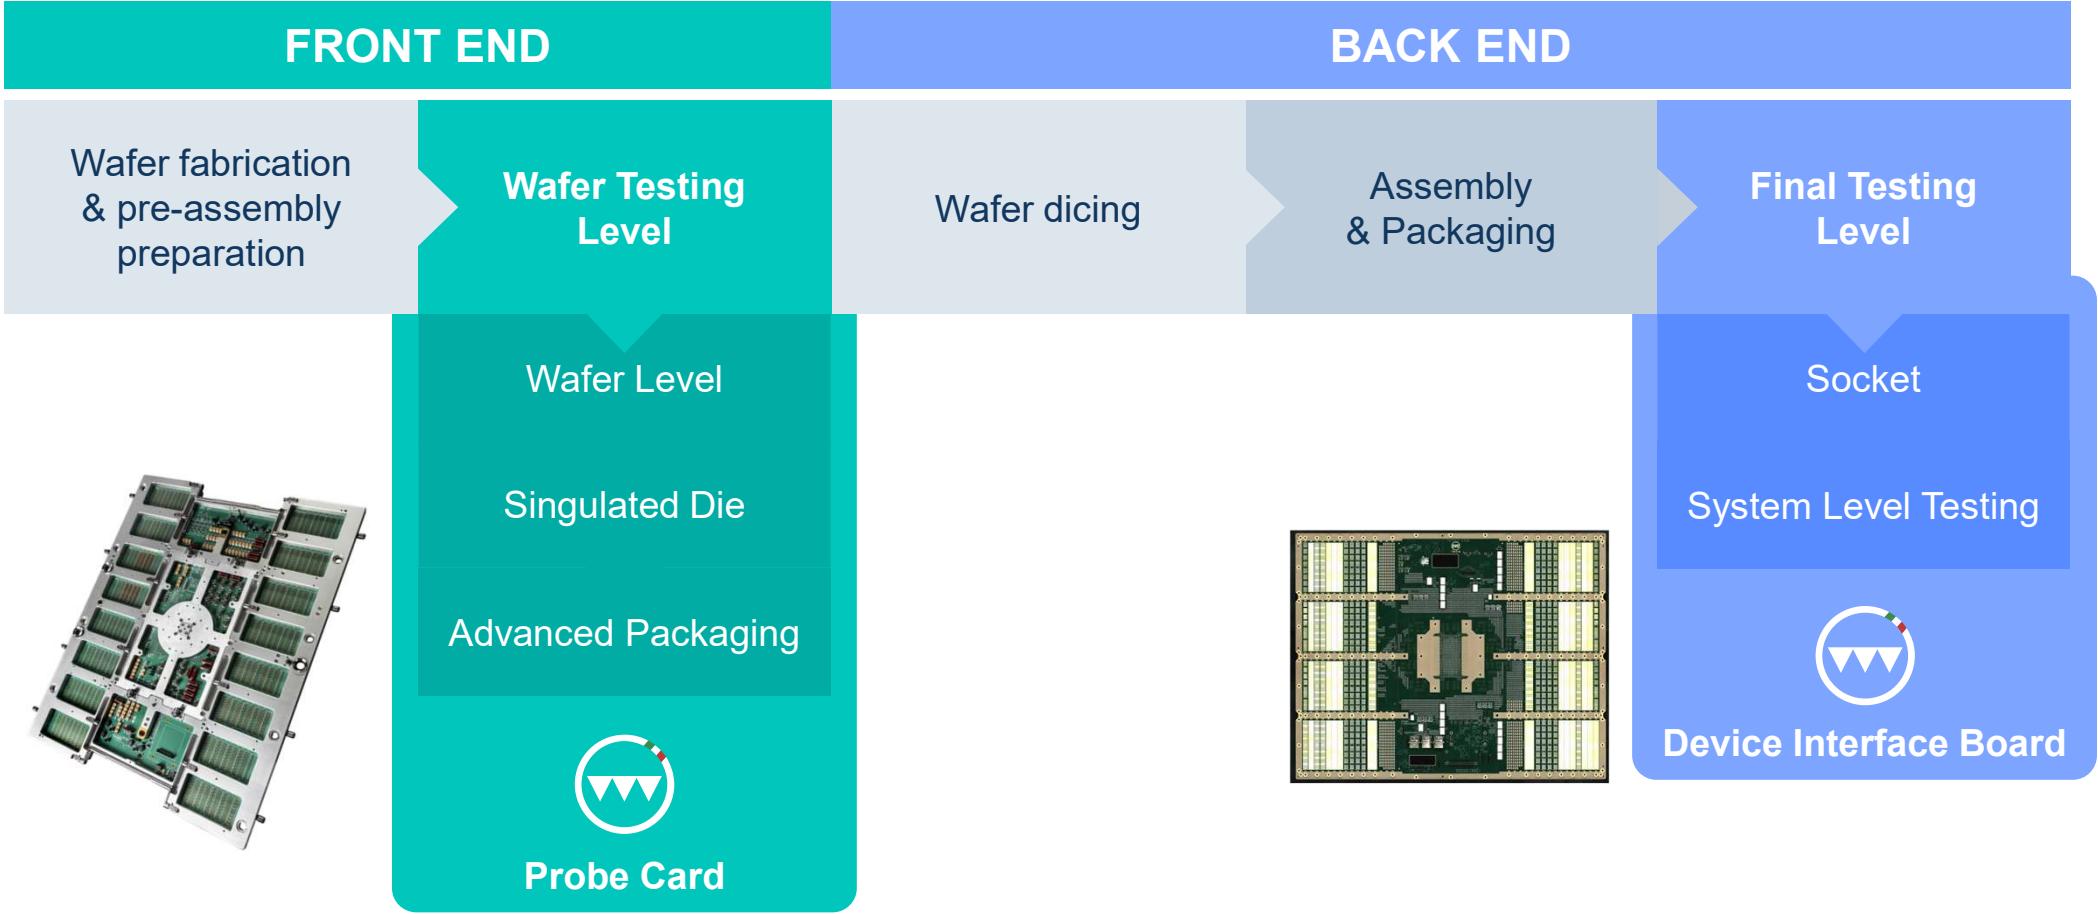 FRONT END
BACK END
Wafer fabrication
& pre-assembly
preparation
Wafer Testing
Level
Wafer dicing
Assembly
& Packaging
Final Testing
Level
Wafer Level
Singulated Die
Advanced Packaging
Probe Card
Socket
System Level Testing
Device Interface Board